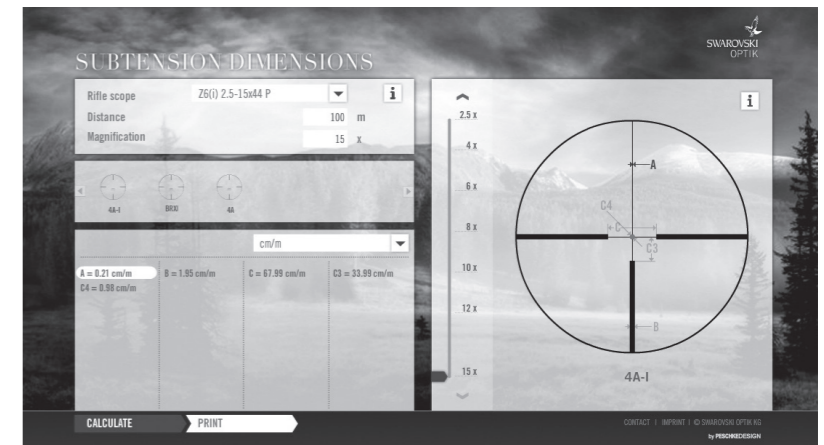 SWAROVSKI
OPTIK
SUBTENSION DIMENSIONS
Rifle scope Z6(i) 2.5-15x44 P i
Distance 100 m
Magnification 15 x
4A-I BRXI 4A
cm/m
A = 0.21 cm/m B = 1.95 cm/m C = 67.99 cm/m C3 = 33.99 cm/m
C4 = 0.98 cm/m
CALCULATE PRINT
i
2.5 x
4 x
6 x
8 x
10 x
12 x
15 x
A
C4
C
C3
B
4A-I
CONTACT | IMPRINT | © SWAROVSKI OPTIK KG
by PESCHKEDESIGN